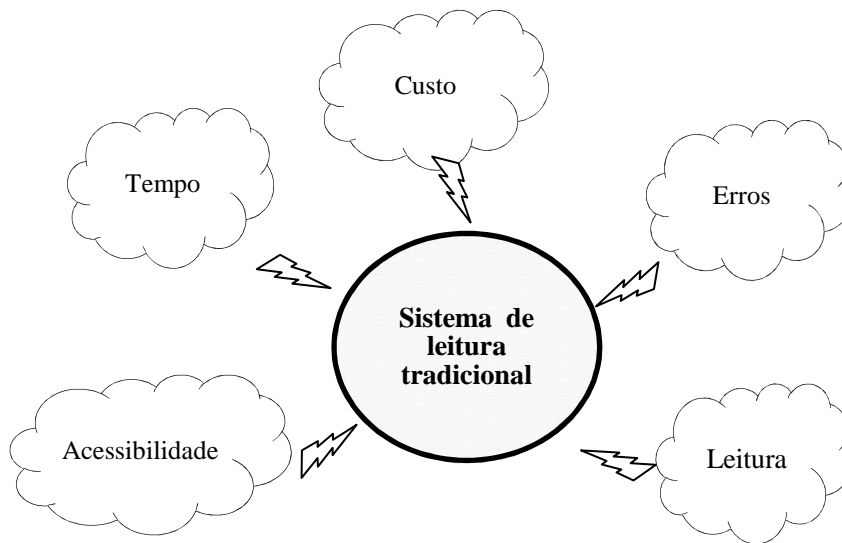 Custo
Tempo
Erros
Sistema de
leitura
tradicional
Acessibilidade
Leitura